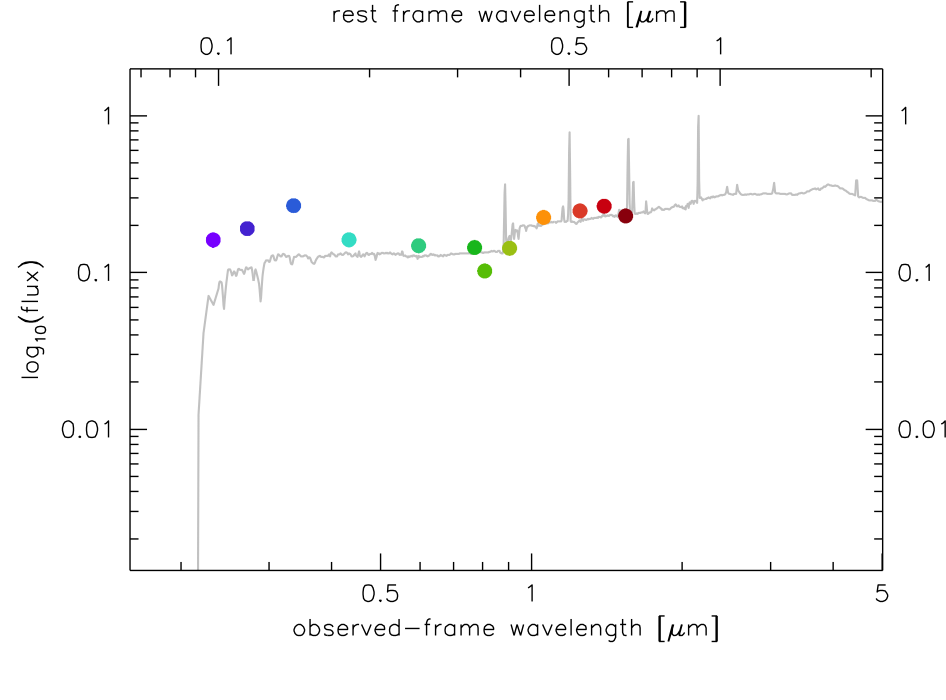 rest frame wavelength [μm]
0.1 0.5 1
1 1
0.1 0.1
log10(flux)
0.01 0.01
0.5 1 5
observed-frame wavelength [μm]